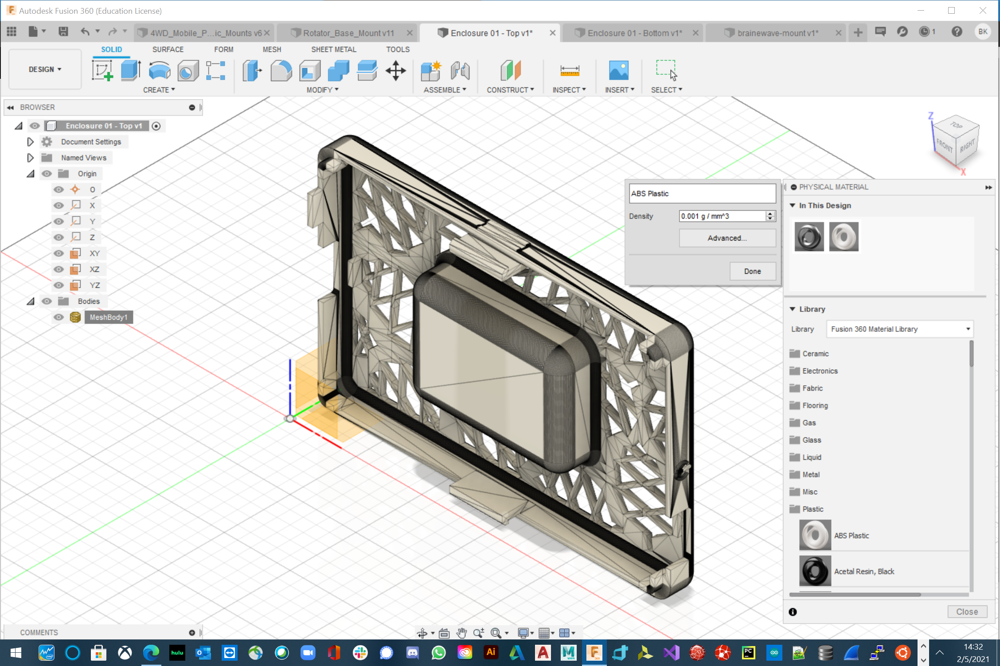 Autodesk Fusion 360 (Education License)
4WD_Mobile_P...ic_Mounts v6
Rotator_Base_Mount v11
Enclosure 01 - Top v1*
Enclosure 01 - Bottom v1*
brainewave-mount v1*
1
BK
SOLID
SURFACE
FORM
MESH
SHEET METAL
TOOLS
DESIGN
CREATE
MODIFY
ASSEMBLE
CONSTRUCT
INSPECT
INSERT
SELECT
BROWSER
Enclosure 01 - Top v1
Document Settings
Named Views
Origin
O
X
Y
Z
XY
XZ
YZ
Bodies
MeshBody1
Z
TOP
FRONT
RIGHT
X
ABS Plastic
Density
0.001 g / mm^3
Advanced...
Done
PHYSICAL MATERIAL
In This Design
Library
Library
Fusion 360 Material Library
Ceramic
Electronics
Fabric
Flooring
Gas
Glass
Liquid
Metal
Misc
Plastic
ABS Plastic
Acetal Resin, Black
Close
COMMENTS
hulu
Ai
A
M
MAYA
F
360
PC
14:32
2/5/2021